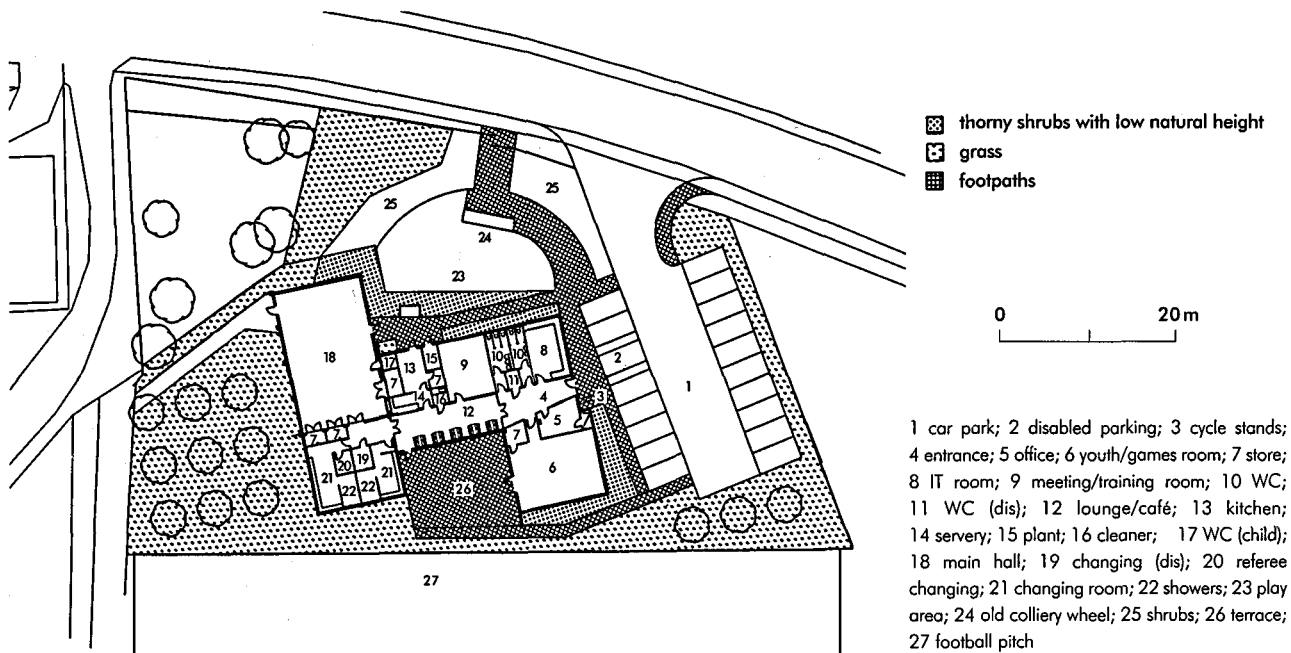 thorny shrubs with low natural height
grass
footpaths
25
25
24
23
0 20 m
18
17
13
15
9
10
10
8
2
1
7
7
11
14
16
4
3
12
5
7
7
7
19
20
6
21
21
22
22
26
27
1 car park; 2 disabled parking; 3 cycle stands;
4 entrance; 5 office; 6 youth/games room; 7 store;
8 IT room; 9 meeting/training room; 10 WC;
11 WC (dis); 12 lounge/café; 13 kitchen;
14 servery; 15 plant; 16 cleaner; 17 WC (child);
18 main hall; 19 changing (dis); 20 referee
changing; 21 changing room; 22 showers; 23 play
area; 24 old colliery wheel; 25 shrubs; 26 terrace;
27 football pitch